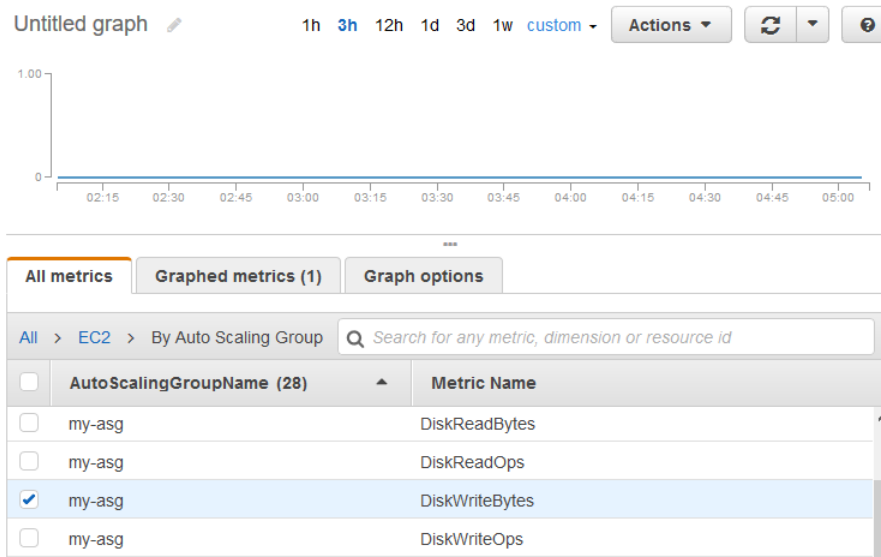 Untitled graph 1h 3h 12h 1d 3d 1w custom Actions
1.00
0
02:15 02:30 02:45 03:00 03:15 03:30 03:45 04:00 04:15 04:30 04:45 05:00
All metrics Graphed metrics (1) Graph options
All > EC2 > By Auto Scaling Group Search for any metric, dimension or resource id
AutoScalingGroupName (28) Metric Name
my-asg DiskReadBytes
my-asg DiskReadOps
my-asg DiskWriteBytes
my-asg DiskWriteOps